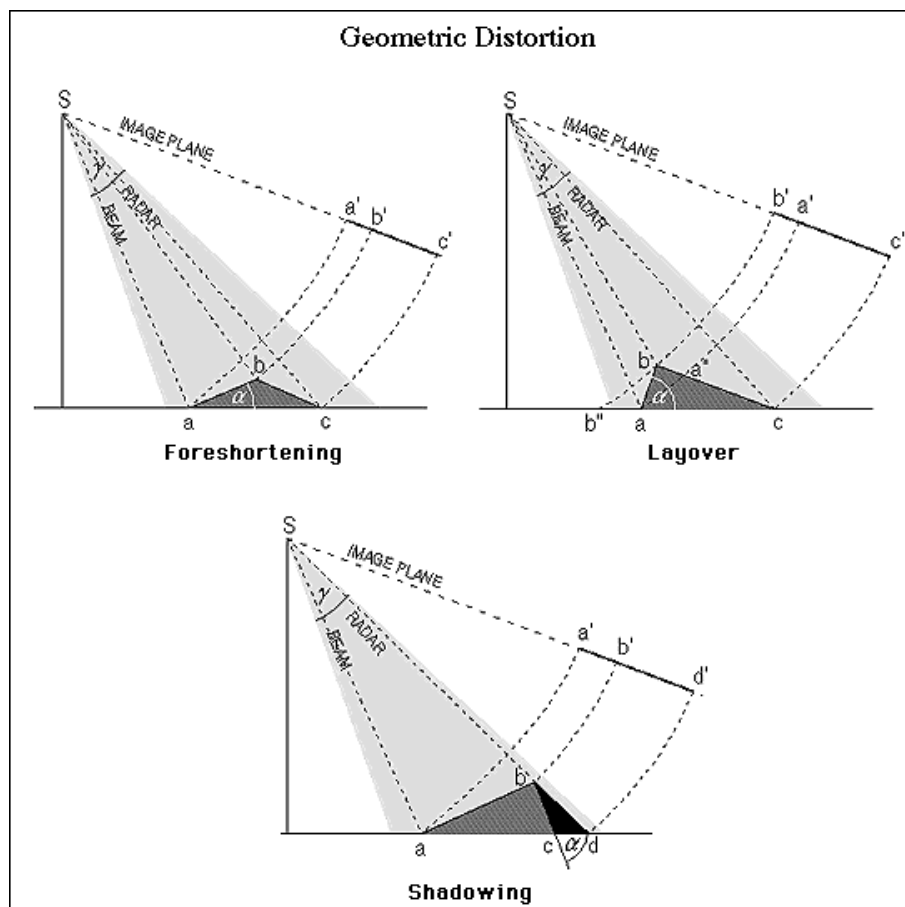 Geometric Distortion
S
IMAGE PLANE
γ
RADAR
BEAM
a'
b'
c'
b
α
a
c
Foreshortening
S
IMAGE PLANE
γ
RADAR
BEAM
b'
a'
c'
b
a"
α
b"
a
c
Layover
S
IMAGE PLANE
γ
RADAR
BEAM
a'
b'
d'
b
a
c
α
d
Shadowing